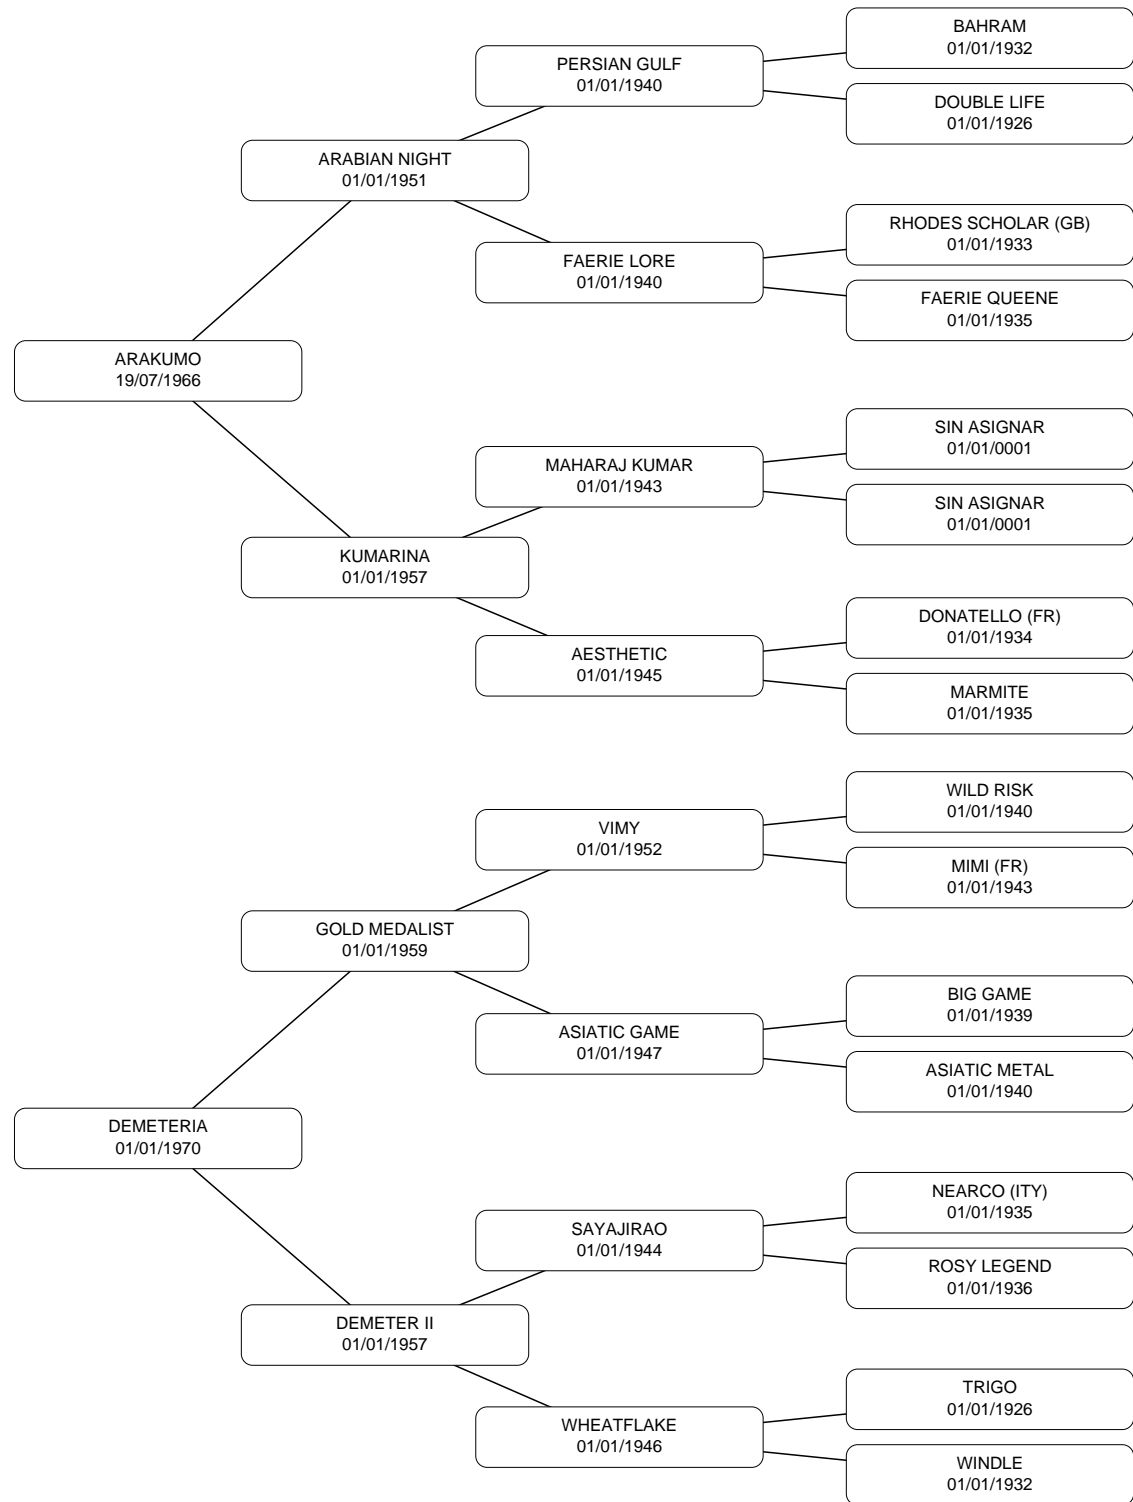 BAHRAM
01/01/1932
PERSIAN GULF
01/01/1940
DOUBLE LIFE
01/01/1926
ARABIAN NIGHT
01/01/1951
RHODES SCHOLAR (GB)
01/01/1933
FAERIE LORE
01/01/1940
FAERIE QUEENE
01/01/1935
ARAKUMO
19/07/1966
SIN ASIGNAR
01/01/0001
MAHARAJ KUMAR
01/01/1943
SIN ASIGNAR
01/01/0001
KUMARINA
01/01/1957
DONATELLO (FR)
01/01/1934
AESTHETIC
01/01/1945
MARMITE
01/01/1935
WILD RISK
01/01/1940
VIMY
01/01/1952
MIMI (FR)
01/01/1943
GOLD MEDALIST
01/01/1959
BIG GAME
01/01/1939
ASIATIC GAME
01/01/1947
ASIATIC METAL
01/01/1940
DEMETERIA
01/01/1970
NEARCO (ITY)
01/01/1935
SAYAJIRAO
01/01/1944
ROSY LEGEND
01/01/1936
DEMETER II
01/01/1957
TRIGO
01/01/1926
WHEATFLAKE
01/01/1946
WINDLE
01/01/1932